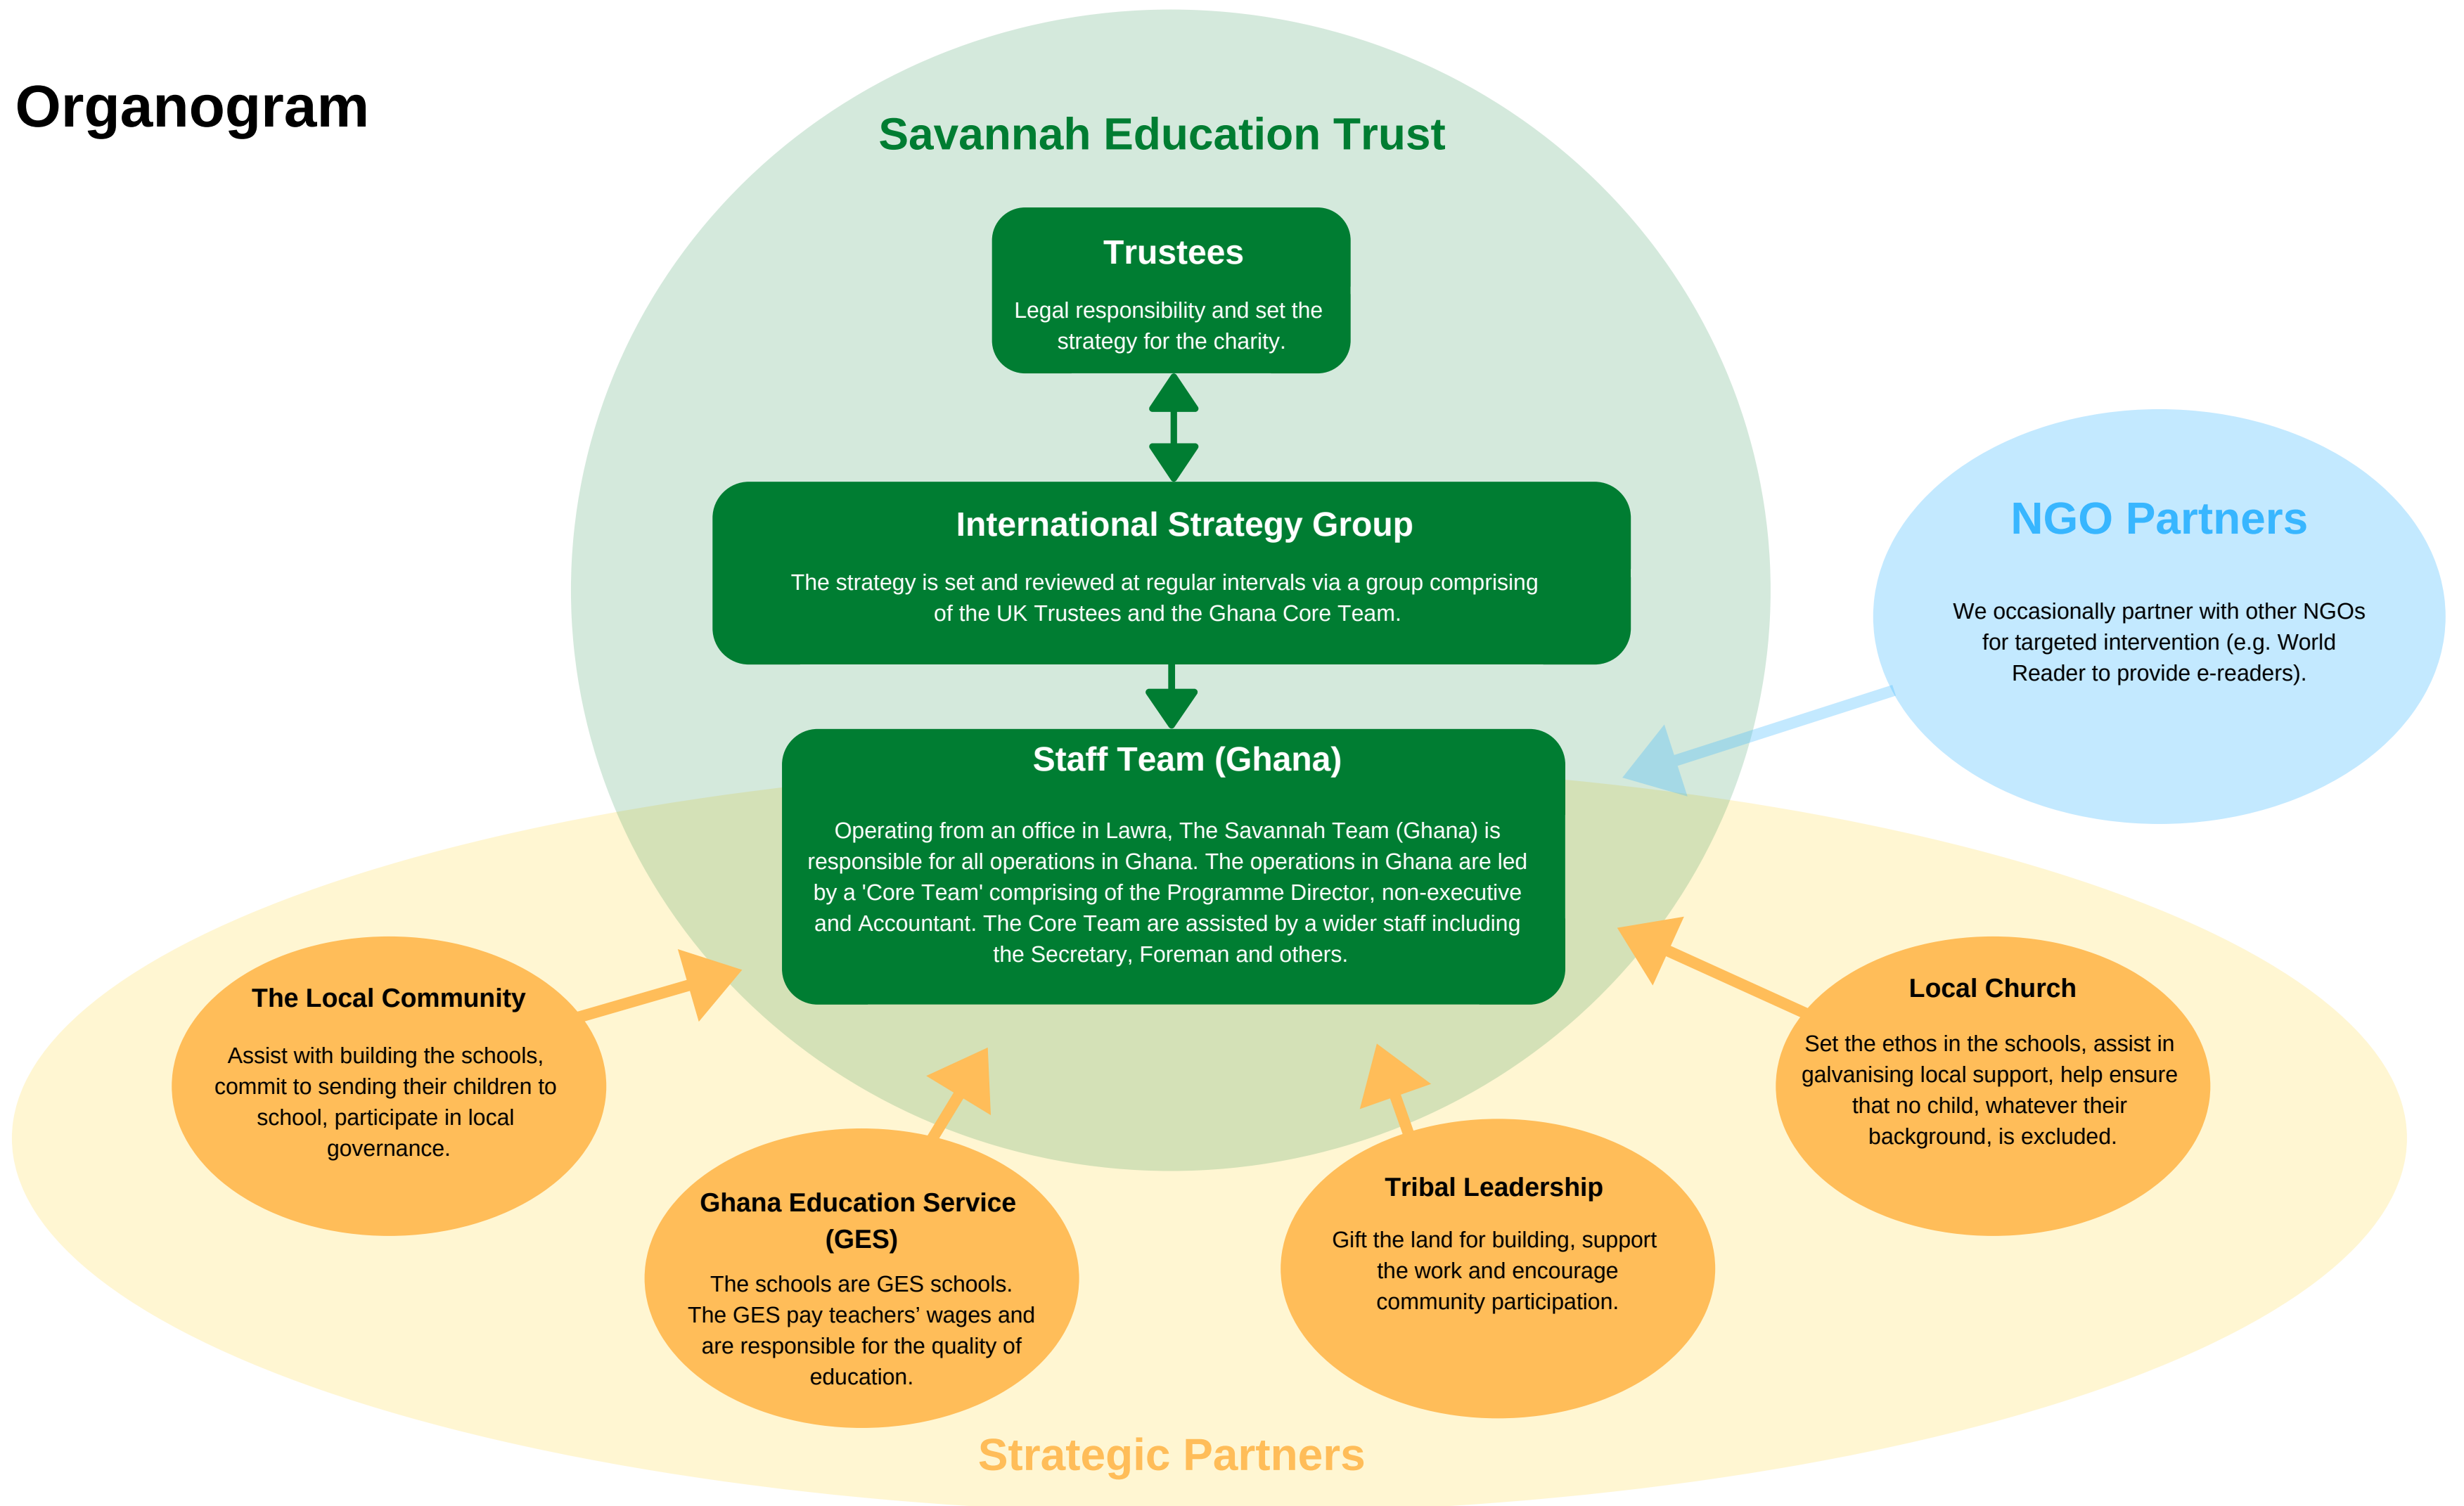 Organogram
Savannah Education Trust
Trustees
Legal responsibility and set the
strategy for the charity.
International Strategy Group
The strategy is set and reviewed at regular intervals via a group comprising
of the UK Trustees and the Ghana Core Team.
NGO Partners
We occasionally partner with other NGOs
for targeted intervention (e.g. World
Reader to provide e-readers).
Staff Team (Ghana)
Operating from an office in Lawra, The Savannah Team (Ghana) is
responsible for all operations in Ghana. The operations in Ghana are led
by a 'Core Team' comprising of the Programme Director, non-executive
and Accountant. The Core Team are assisted by a wider staff including
the Secretary, Foreman and others.
The Local Community
Assist with building the schools,
commit to sending their children to
school, participate in local
governance.
Ghana Education Service
(GES)
The schools are GES schools.
The GES pay teachers’ wages and
are responsible for the quality of
education.
Tribal Leadership
Gift the land for building, support
the work and encourage
community participation.
Local Church
Set the ethos in the schools, assist in
galvanising local support, help ensure
that no child, whatever their
background, is excluded.
Strategic Partners